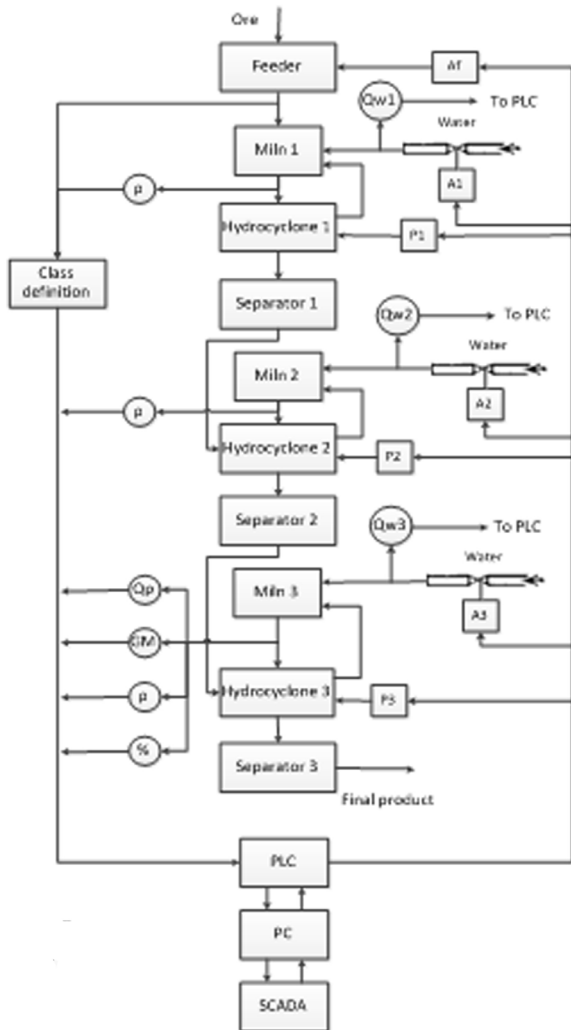 Ore
Feeder
Af
Qw1
To PLC
Water
Miln 1
A1
ρ
Hydrocyclone 1
P1
Class
definition
Separator 1
Qw2
To PLC
Water
Miln 2
A2
ρ
Hydrocyclone 2
P2
Separator 2
Qw3
To PLC
Water
Qp
Miln 3
A3
GM
ρ
Hydrocyclone 3
P3
%
Separator 3
Final product
PLC
PC
SCADA